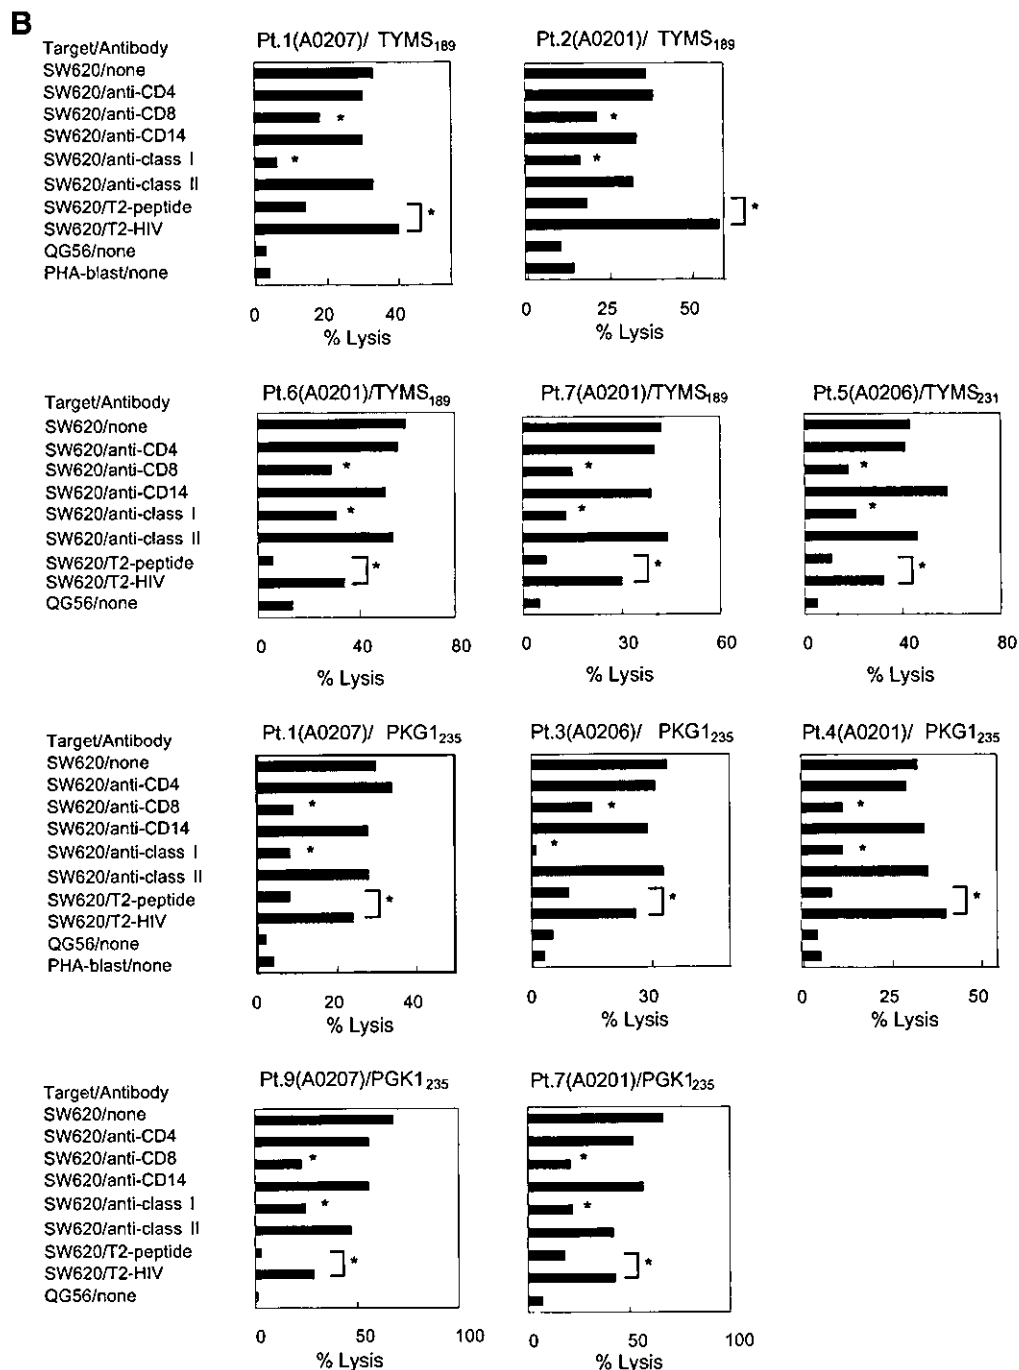 B
Target/Antibody
SW620/none
SW620/anti-CD4
SW620/anti-CD8
SW620/anti-CD14
SW620/anti-class I
SW620/anti-class II
SW620/T2-peptide
SW620/T2-HIV
QG56/none
PHA-blast/none
Pt.1(A0207)/ TYMS189
*
*
*
0 20 40
% Lysis
Pt.2(A0201)/ TYMS189
*
*
*
0 25 50
% Lysis
Target/Antibody
SW620/none
SW620/anti-CD4
SW620/anti-CD8
SW620/anti-CD14
SW620/anti-class I
SW620/anti-class II
SW620/T2-peptide
SW620/T2-HIV
QG56/none
Pt.6(A0201)/TYMS189
*
*
*
0 40 80
% Lysis
Pt.7(A0201)/TYMS189
*
*
*
0 30 60
% Lysis
Pt.5(A0206)/TYMS231
*
*
*
0 40 80
% Lysis
Target/Antibody
SW620/none
SW620/anti-CD4
SW620/anti-CD8
SW620/anti-CD14
SW620/anti-class I
SW620/anti-class II
SW620/T2-peptide
SW620/T2-HIV
QG56/none
PHA-blast/none
Pt.1(A0207)/ PKG1235
*
*
*
0 20 40
% Lysis
Pt.3(A0206)/ PKG1235
*
*
*
0 30
% Lysis
Pt.4(A0201)/ PKG1235
*
*
*
0 25 50
% Lysis
Target/Antibody
SW620/none
SW620/anti-CD4
SW620/anti-CD8
SW620/anti-CD14
SW620/anti-class I
SW620/anti-class II
SW620/T2-peptide
SW620/T2-HIV
QG56/none
Pt.9(A0207)/PGK1235
*
*
*
0 50 100
% Lysis
Pt.7(A0201)/PGK1235
*
*
*
0 50 100
% Lysis